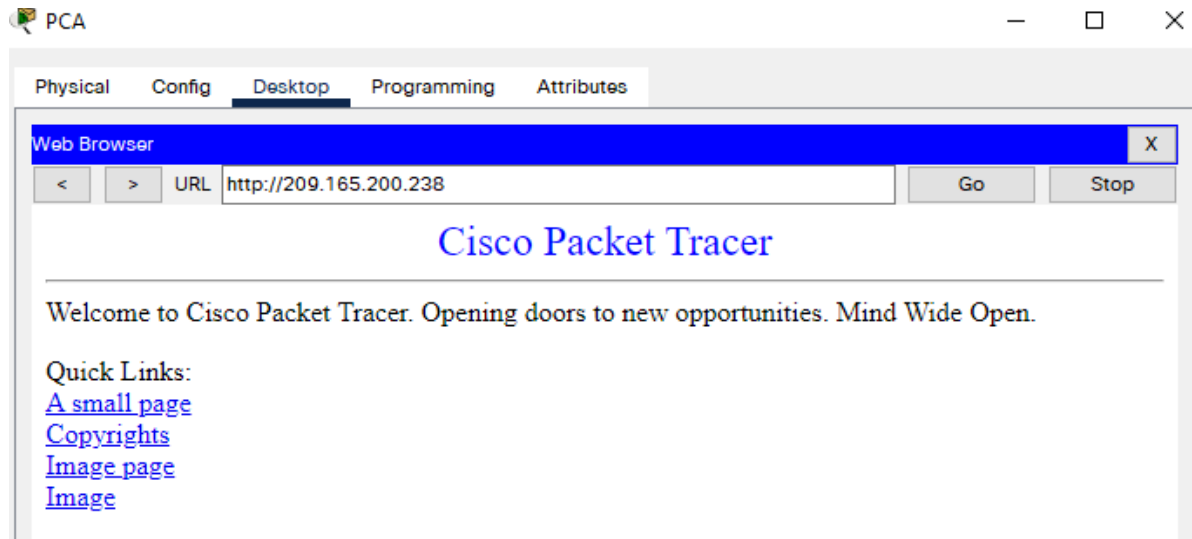 PCA
Physical Config Desktop Programming Attributes
Web Browser X
< > URL http://209.165.200.238 Go Stop
Cisco Packet Tracer
Welcome to Cisco Packet Tracer. Opening doors to new opportunities. Mind Wide Open.
Quick Links:
A small page
Copyrights
Image page
Image